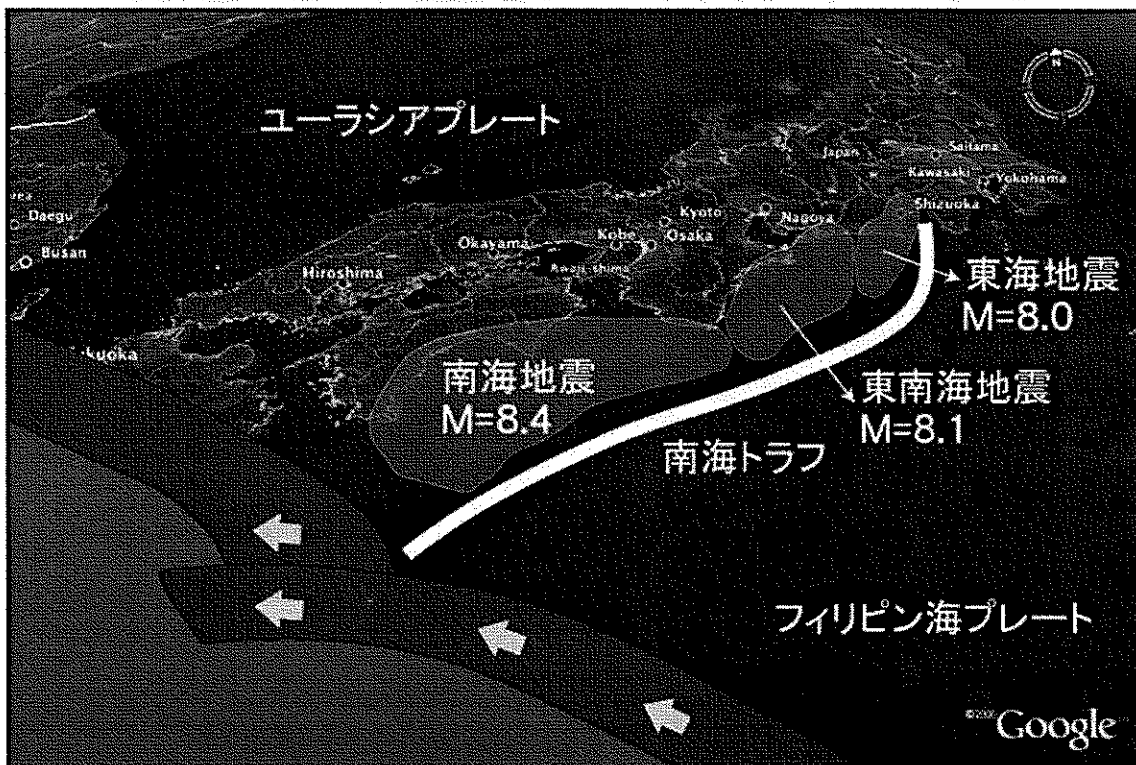 N
ユーラシアプレート
Japan
Saitama
Kawasaki
Yokohama
Daegu
Shizuoka
Kyoto
Nagoya
Busan
Okayama
Kobe
Osaka
Awaji-shima
Hiroshima
東海地震
M=8.0
南海地震
M=8.4
東南海地震
M=8.1
南海トラフ
フィリピン海プレート
Google